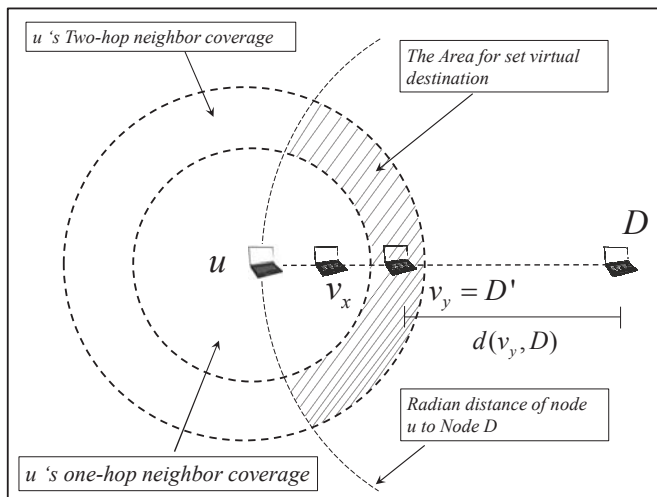 u ‘s Two-hop neighbor coverage
The Area for set virtual
destination
D
u
v_x
v_y = D'
d(v_y, D)
Radian distance of node
u to Node D
u ‘s one-hop neighbor coverage